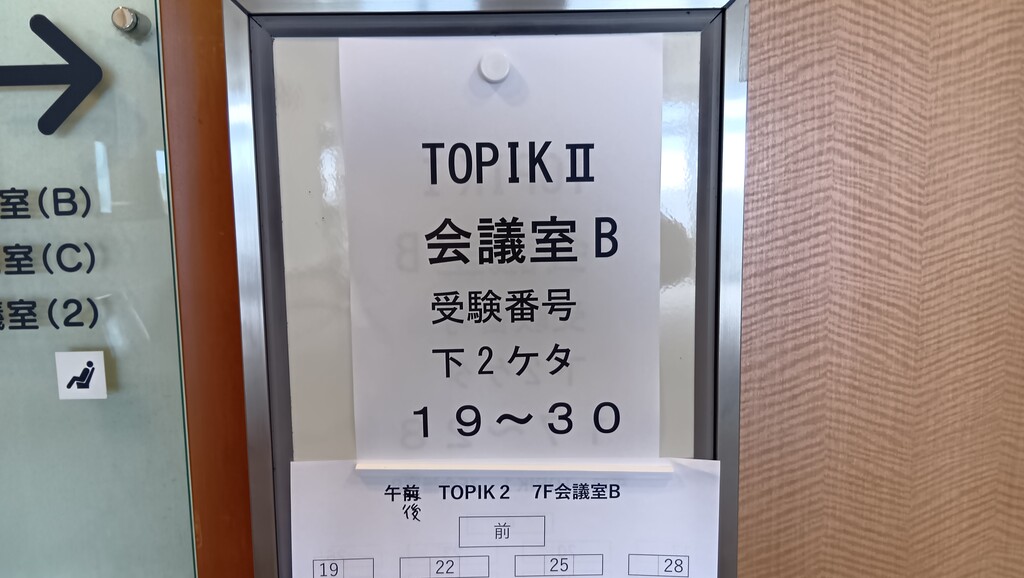 室(B)
室(C)
室(2)
TOPIKⅡ
会議室B
受験番号
下2ケタ
19～30
午前 TOPIK2 7F会議室B
後
前
19 22 25 28